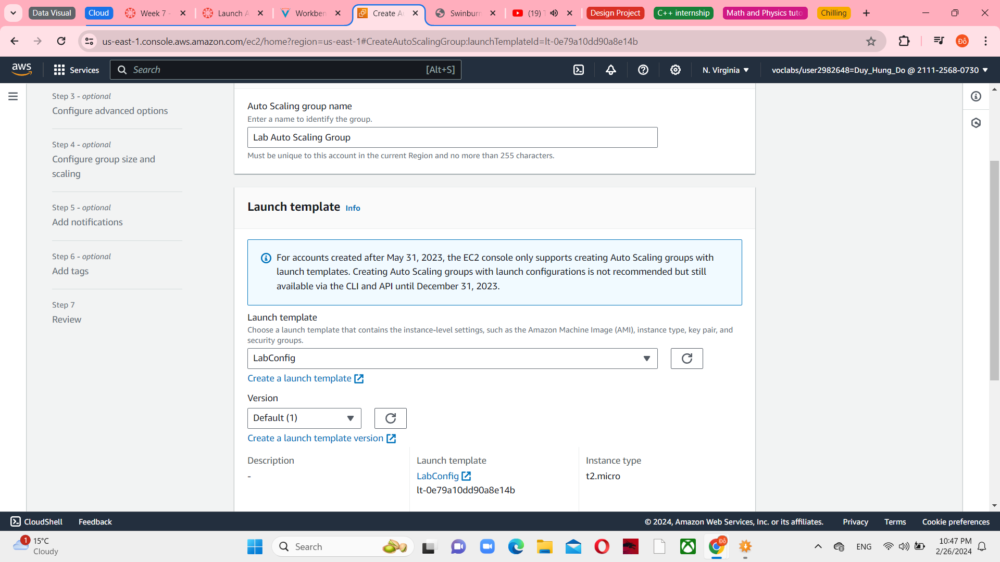 Data Visual
Cloud
Week 7 -
Launch A
Workben
Create Au
Swinburn
(19) T
Design Project
C++ internship
Math and Physics tuto
Chilling
us-east-1.console.aws.amazon.com/ec2/home?region=us-east-1#CreateAutoScalingGroup:launchTemplateId=lt-0e79a10dd90a8e14b
Đỗ
aws
Services
Search
[Alt+S]
N. Virginia
voclabs/user2982648=Duy_Hung_Do @ 2111-2568-0730
Step 3 - optional
Configure advanced options
Step 4 - optional
Configure group size and
scaling
Step 5 - optional
Add notifications
Step 6 - optional
Add tags
Step 7
Review
Auto Scaling group name
Enter a name to identify the group.
Lab Auto Scaling Group
Must be unique to this account in the current Region and no more than 255 characters.
Launch template Info
For accounts created after May 31, 2023, the EC2 console only supports creating Auto Scaling groups with
launch templates. Creating Auto Scaling groups with launch configurations is not recommended but still
available via the CLI and API until December 31, 2023.
Launch template
Choose a launch template that contains the instance-level settings, such as the Amazon Machine Image (AMI), instance type, key pair, and
security groups.
LabConfig
Create a launch template
Version
Default (1)
Create a launch template version
Description
-
Launch template
LabConfig
lt-0e79a10dd90a8e14b
Instance type
t2.micro
CloudShell
Feedback
© 2024, Amazon Web Services, Inc. or its affiliates.
Privacy
Terms
Cookie preferences
1
15°C
Cloudy
Search
Đỗ
ENG
10:47 PM
2/26/2024